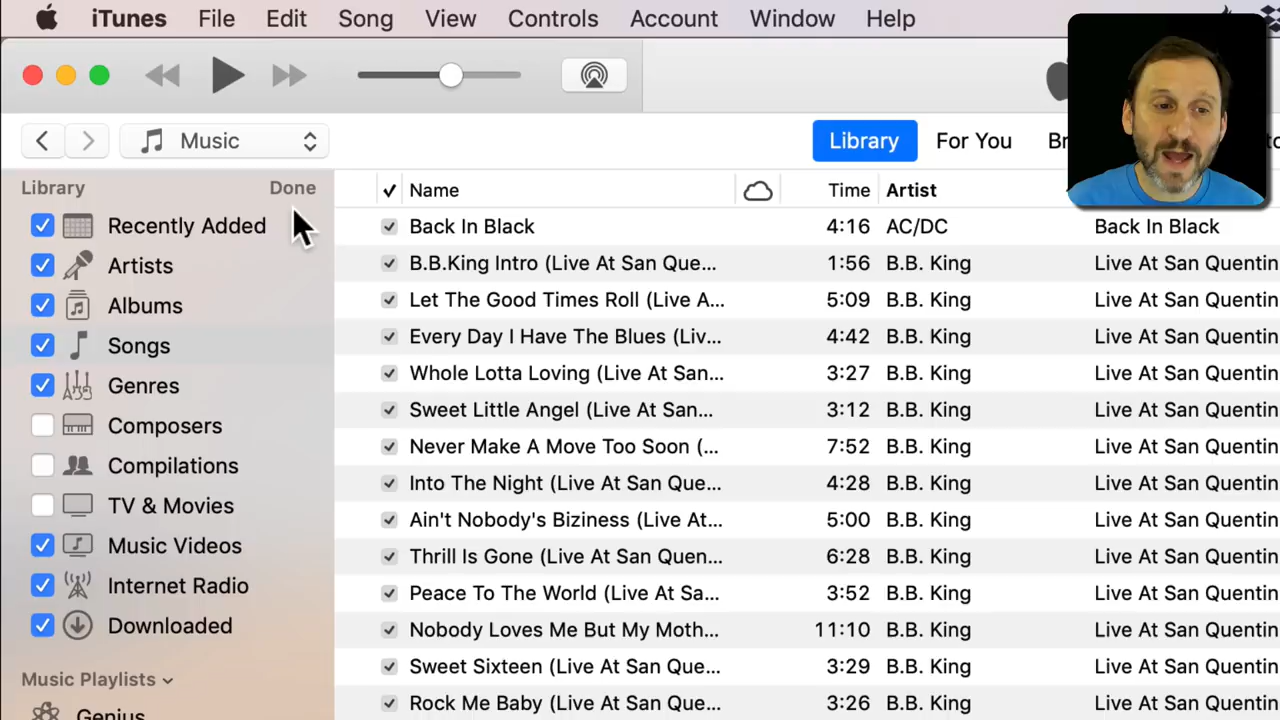 iTunes File Edit Song View Controls Account Window Help
Music
Library For You
Library Done
✓ Name Time Artist
Recently Added
Artists
Albums
Songs
Genres
Composers
Compilations
TV & Movies
Music Videos
Internet Radio
Downloaded
Music Playlists
Genius
Back In Black 4:16 AC/DC Back In Black
B.B.King Intro (Live At San Que... 1:56 B.B. King Live At San Quentin
Let The Good Times Roll (Live A... 5:09 B.B. King Live At San Quentin
Every Day I Have The Blues (Liv... 4:42 B.B. King Live At San Quentin
Whole Lotta Loving (Live At San... 3:27 B.B. King Live At San Quentin
Sweet Little Angel (Live At San... 3:12 B.B. King Live At San Quentin
Never Make A Move Too Soon (... 7:52 B.B. King Live At San Quentin
Into The Night (Live At San Que... 4:28 B.B. King Live At San Quentin
Ain't Nobody's Biziness (Live At... 5:00 B.B. King Live At San Quentin
Thrill Is Gone (Live At San Quen... 6:28 B.B. King Live At San Quentin
Peace To The World (Live At Sa... 3:52 B.B. King Live At San Quentin
Nobody Loves Me But My Moth... 11:10 B.B. King Live At San Quentin
Sweet Sixteen (Live At San Que... 3:29 B.B. King Live At San Quentin
Rock Me Baby (Live At San Que... 3:26 B.B. King Live At San Quentin